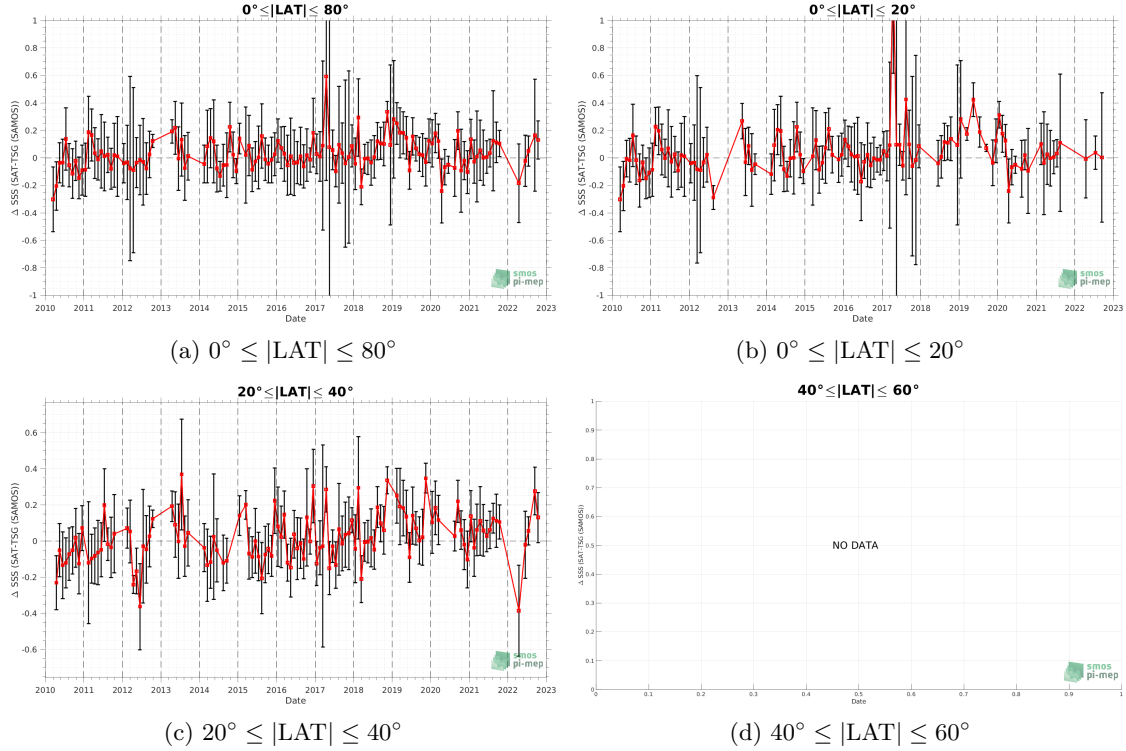 0°≤|LAT|≤ 80°
Δ SSS (SAT-TSG (SAMOS))
1
0.8
0.6
0.4
0.2
0
-0.2
-0.4
-0.6
-0.8
-1
2010 2011 2012 2013 2014 2015 2016 2017 2018 2019 2020 2021 2022 2023
Date
smos
pi-mep
(a) 0° ≤ |LAT| ≤ 80°
0°≤|LAT|≤ 20°
Δ SSS (SAT-TSG (SAMOS))
1
0.8
0.6
0.4
0.2
0
-0.2
-0.4
-0.6
-0.8
-1
2010 2011 2012 2013 2014 2015 2016 2017 2018 2019 2020 2021 2022 2023
Date
smos
pi-mep
(b) 0° ≤ |LAT| ≤ 20°
20°≤|LAT|≤ 40°
Δ SSS (SAT-TSG (SAMOS))
0.6
0.4
0.2
0
-0.2
-0.4
-0.6
2010 2011 2012 2013 2014 2015 2016 2017 2018 2019 2020 2021 2022 2023
Date
smos
pi-mep
(c) 20° ≤ |LAT| ≤ 40°
40°≤|LAT|≤ 60°
Δ SSS (SAT-TSG (SAMOS))
1
0.9
0.8
0.7
0.6
0.5
0.4
0.3
0.2
0.1
0
NO DATA
0 0.1 0.2 0.3 0.4 0.5 0.6 0.7 0.8 0.9 1
Date
smos
pi-mep
(d) 40° ≤ |LAT| ≤ 60°